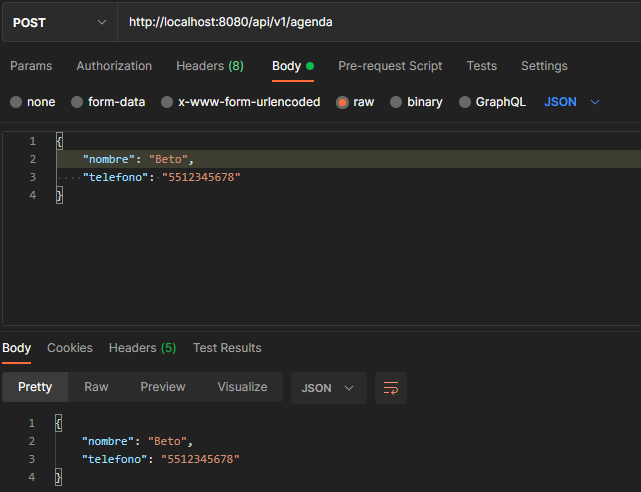 POST http://localhost:8080/api/v1/agenda
Params Authorization Headers (8) Body Pre-request Script Tests Settings
none form-data x-www-form-urlencoded raw binary GraphQL JSON
1 {
2 "nombre": "Beto",
3 "telefono": "5512345678"
4 }
Body Cookies Headers (5) Test Results
Pretty Raw Preview Visualize JSON
1 {
2 "nombre": "Beto",
3 "telefono": "5512345678"
4 }